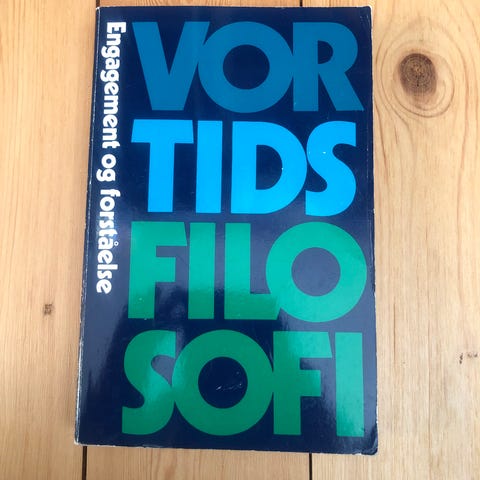 VOR
TIDS
FILO
SOFI
Engagement og forståelse